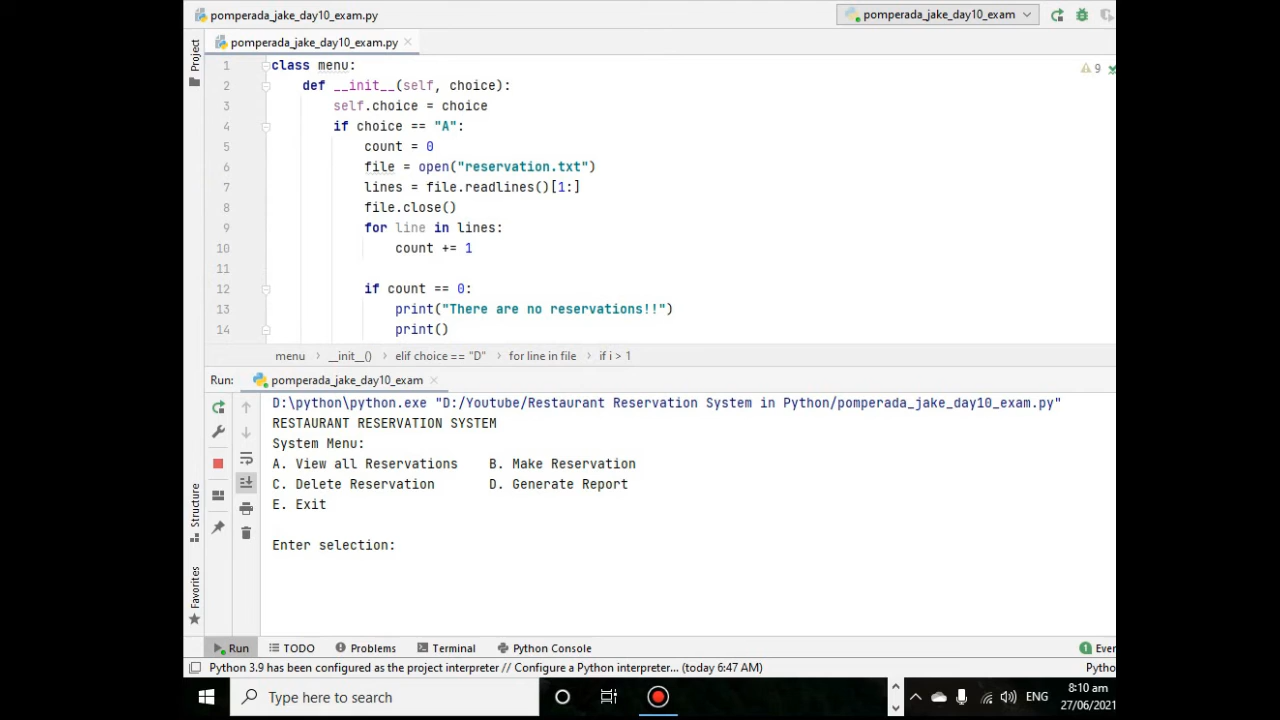 pomperada_jake_day10_exam.py
pomperada_jake_day10_exam
pomperada_jake_day10_exam.py
Project
1 class menu:
9
2 def __init__(self, choice):
3 self.choice = choice
4 if choice == "A":
5 count = 0
6 file = open("reservation.txt")
7 lines = file.readlines()[1:]
8 file.close()
9 for line in lines:
10 count += 1
11
12 if count == 0:
13 print("There are no reservations!!")
14 print()
menu > __init__() > elif choice == "D" > for line in file > if i > 1
Run: pomperada_jake_day10_exam
D:\python\python.exe "D:/Youtube/Restaurant Reservation System in Python/pomperada_jake_day10_exam.py"
RESTAURANT RESERVATION SYSTEM
System Menu:
A. View all Reservations B. Make Reservation
C. Delete Reservation D. Generate Report
E. Exit
Enter selection:
Structure
Favorites
Run TODO Problems Terminal Python Console 1 Ever
Python 3.9 has been configured as the project interpreter // Configure a Python interpreter... (today 6:47 AM) Pytho
Type here to search
ENG
8:10 am
27/06/2021